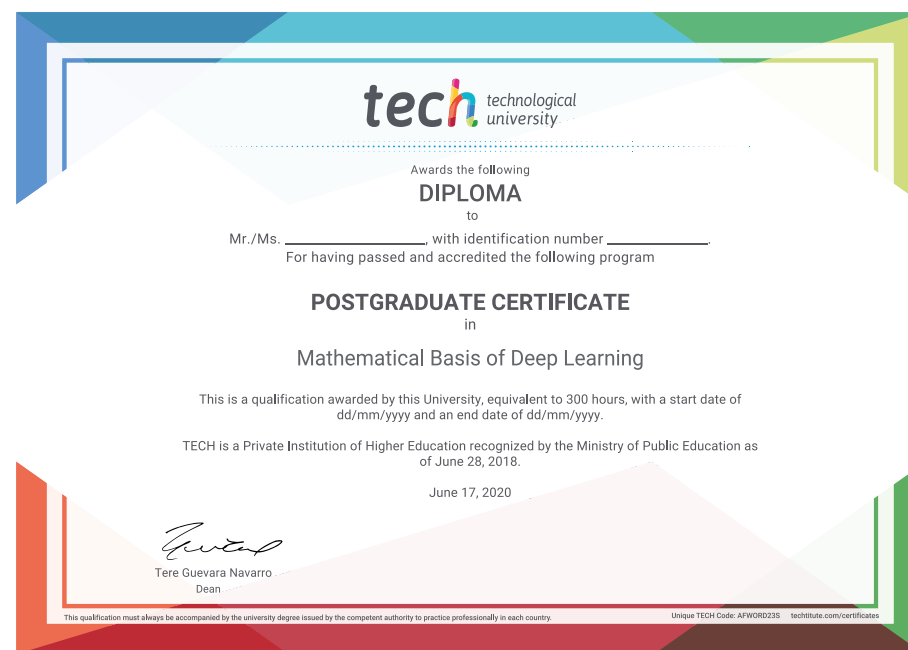 tech technological
university
Awards the following
DIPLOMA
to
Mr./Ms. ____________, with identification number ____________.
For having passed and accredited the following program
POSTGRADUATE CERTIFICATE
in
Mathematical Basis of Deep Learning
This is a qualification awarded by this University, equivalent to 300 hours, with a start date of
dd/mm/yyyy and an end date of dd/mm/yyyy.
TECH is a Private Institution of Higher Education recognized by the Ministry of Public Education as
of June 28, 2018.
June 17, 2020
Tere Guevara Navarro
Dean
This qualification must always be accompanied by the university degree issued by the competent authority to practice professionally in each country.
Unique TECH Code: AFWORD23S techtitute.com/certificates